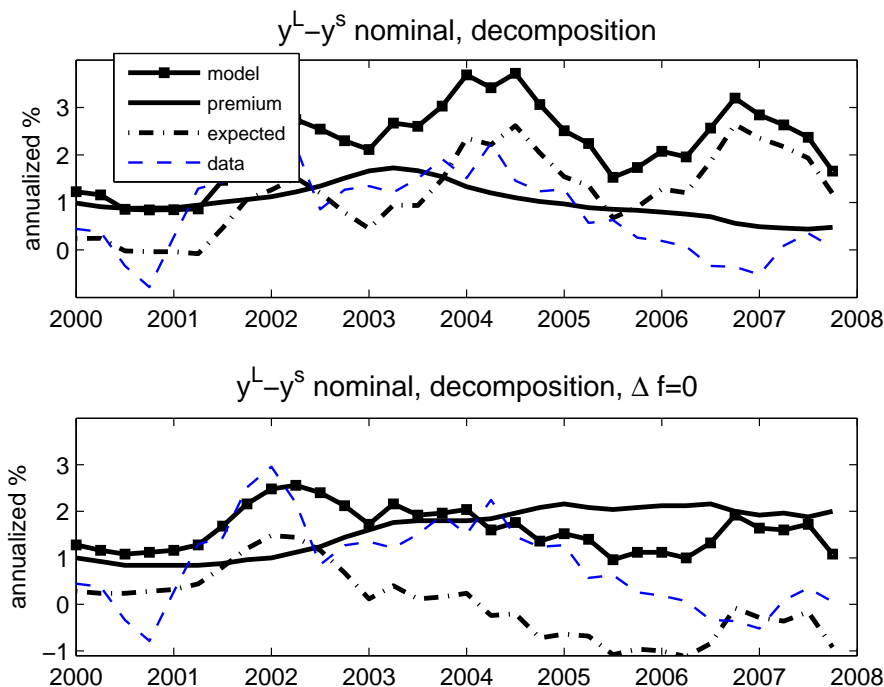 y^L−y^s nominal, decomposition
model
premium
expected
data
annualized %
3
2
1
0
2000 2001 2002 2003 2004 2005 2006 2007 2008
y^L−y^s nominal, decomposition, Δ f=0
annualized %
3
2
1
0
−1
2000 2001 2002 2003 2004 2005 2006 2007 2008